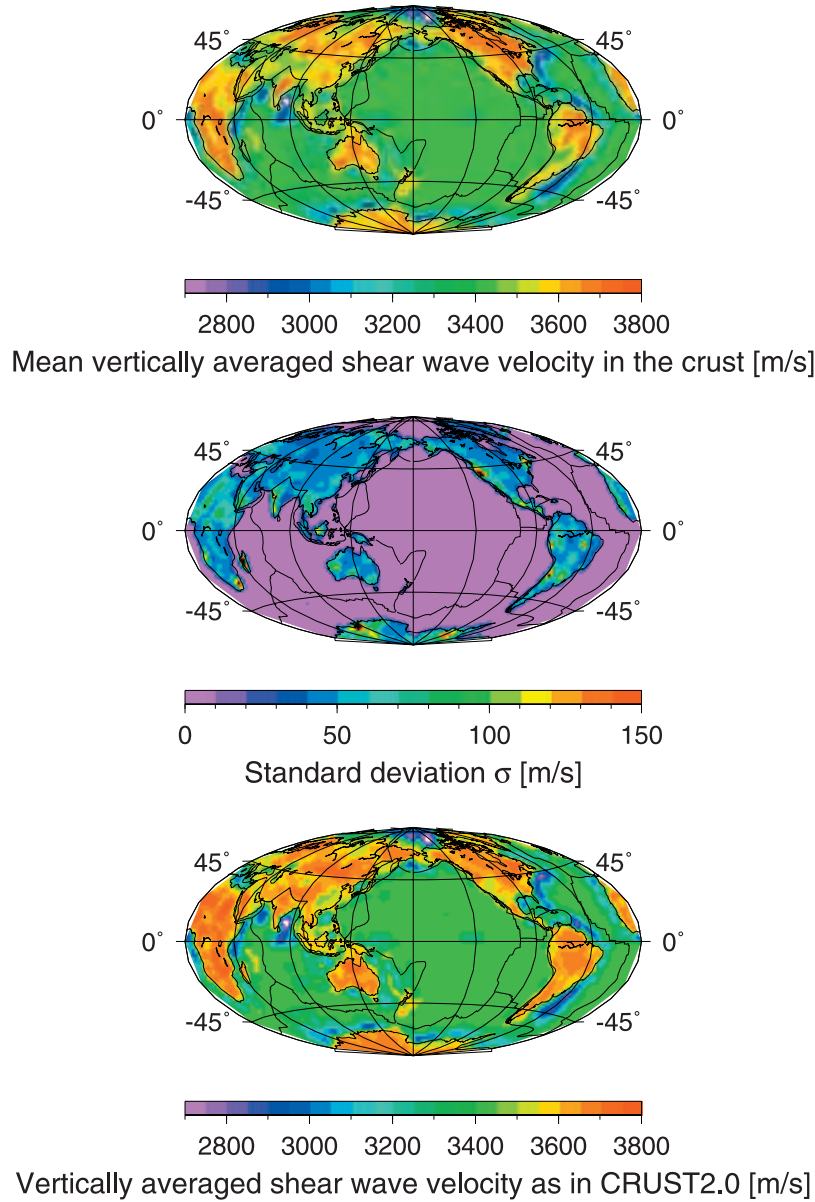 45˚ 45˚
0˚ 0˚
-45˚ -45˚
2800 3000 3200 3400 3600 3800
Mean vertically averaged shear wave velocity in the crust [m/s]
45˚ 45˚
0˚ 0˚
-45˚ -45˚
0 50 100 150
Standard deviation σ [m/s]
45˚ 45˚
0˚ 0˚
-45˚ -45˚
2800 3000 3200 3400 3600 3800
Vertically averaged shear wave velocity as in CRUST2.0 [m/s]